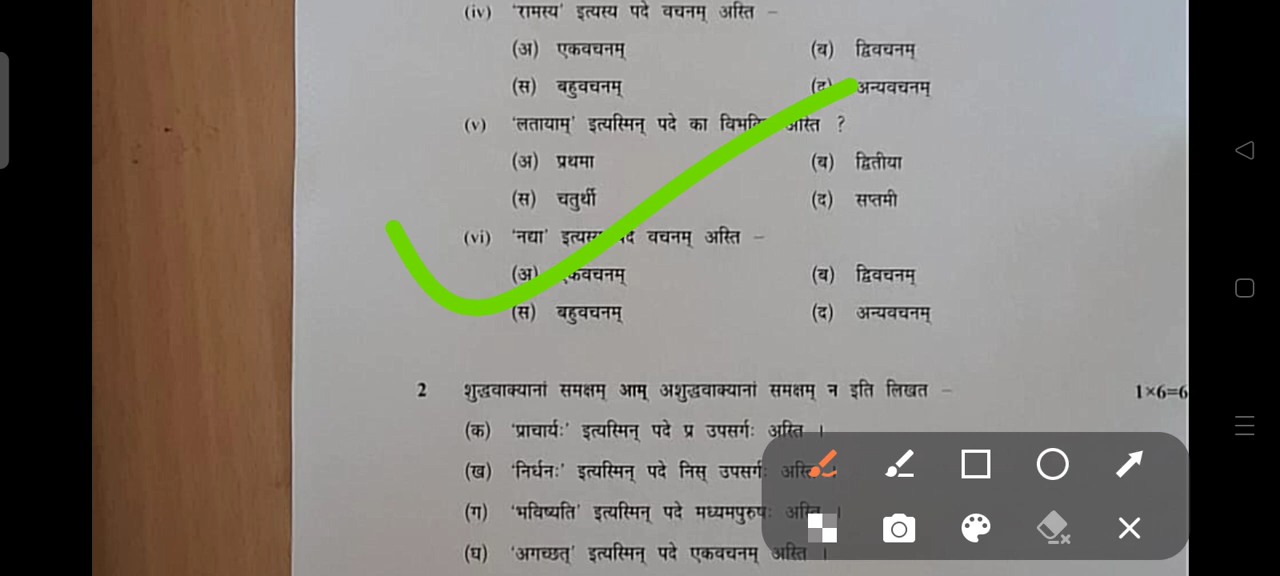 (iv) 'रामस्य' इत्यस्य पदे वचनम् अस्ति –
(अ) एकवचनम् (ब) द्विवचनम्
(स) बहुवचनम् (द) अन्यवचनम्
(v) 'लतायाम्' इत्यस्मिन् पदे का विभक्ति अस्ति ?
(अ) प्रथमा (ब) द्वितीया
(स) चतुर्थी (द) सप्तमी
(vi) 'नद्या' इत्यस्य पदे वचनम् अस्ति –
(अ) एकवचनम् (ब) द्विवचनम्
(स) बहुवचनम् (द) अन्यवचनम्
2 शुद्धवाक्यानां समक्षम् आम् अशुद्धवाक्यानां समक्षम् न इति लिखत – 1×6=6
(क) 'प्राचार्यः' इत्यस्मिन् पदे प्र उपसर्गः अस्ति ।
(ख) 'निर्धनः' इत्यस्मिन् पदे निस् उपसर्गः अस्ति ।
(ग) 'भविष्यति' इत्यस्मिन् पदे मध्यमपुरुषः अस्ति ।
(घ) 'अगच्छत्' इत्यस्मिन् पदे एकवचनम् अस्ति ।